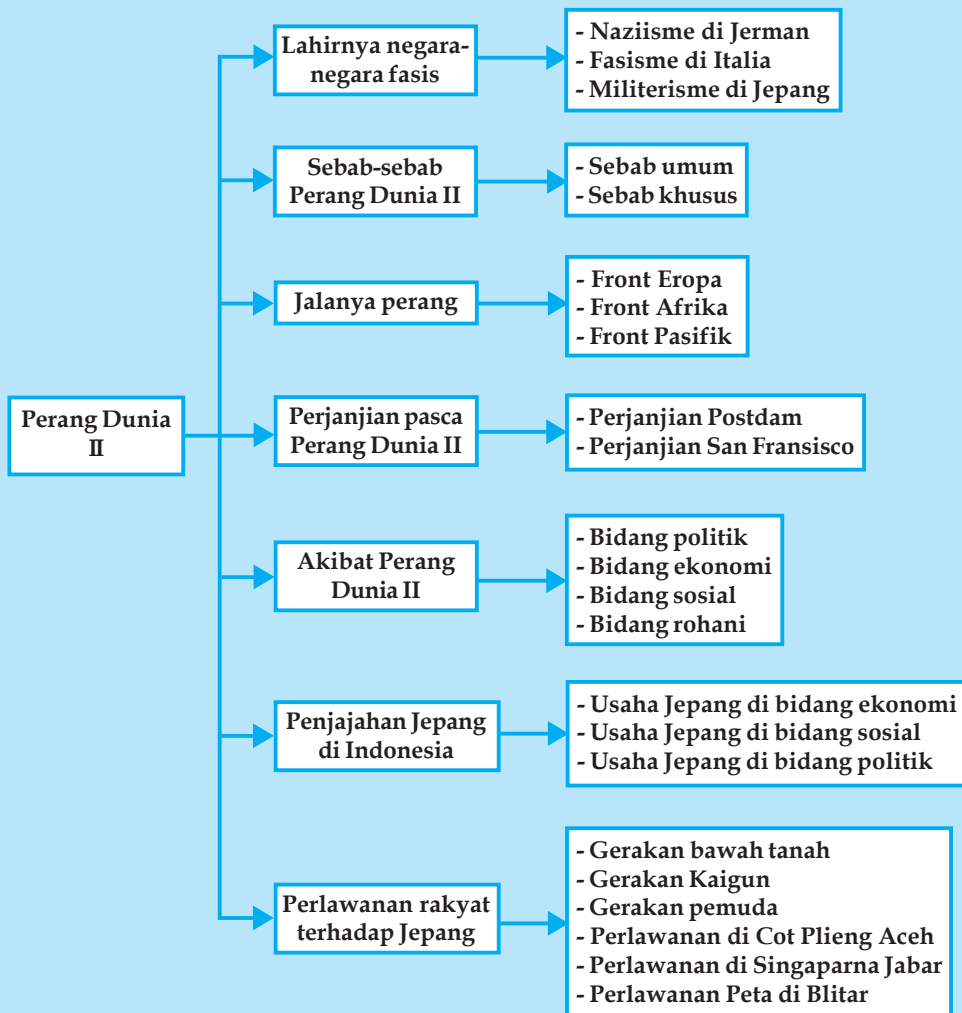 Perang Dunia
II
Lahirnya negara-
negara fasis
- Naziisme di Jerman
- Fasisme di Italia
- Militerisme di Jepang
Sebab-sebab
Perang Dunia II
- Sebab umum
- Sebab khusus
Jalanya perang
- Front Eropa
- Front Afrika
- Front Pasifik
Perjanjian pasca
Perang Dunia II
- Perjanjian Postdam
- Perjanjian San Fransisco
Akibat Perang
Dunia II
- Bidang politik
- Bidang ekonomi
- Bidang sosial
- Bidang rohani
Penjajahan Jepang
di Indonesia
- Usaha Jepang di bidang ekonomi
- Usaha Jepang di bidang sosial
- Usaha Jepang di bidang politik
Perlawanan rakyat
terhadap Jepang
- Gerakan bawah tanah
- Gerakan Kaigun
- Gerakan pemuda
- Perlawanan di Cot Plieng Aceh
- Perlawanan di Singaparna Jabar
- Perlawanan Peta di Blitar